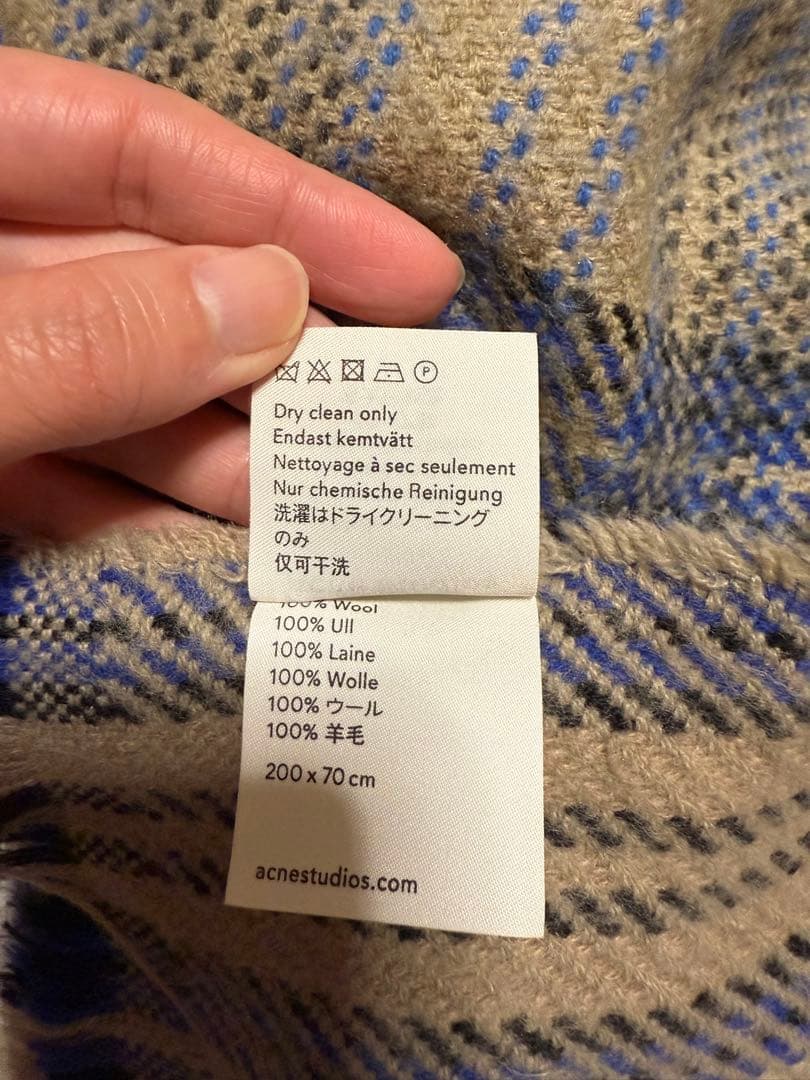 P
Dry clean only
Endast kemtvätt
Nettoyage à sec seulement
Nur chemische Reinigung
洗濯はドライクリーニング
のみ
仅可干洗
100% Wool
100% Ull
100% Laine
100% Wolle
100% ウール
100% 羊毛
200 x 70 cm
acnestudios.com